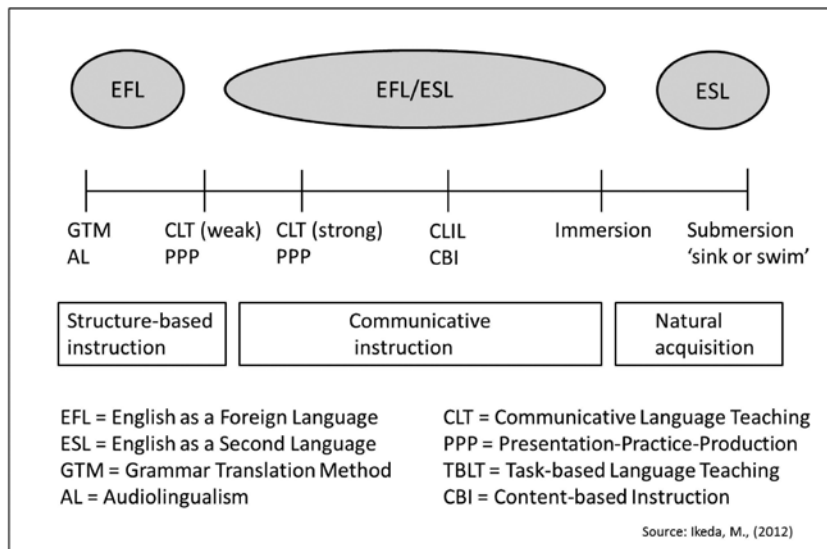 EFL
EFL/ESL
ESL
GTM
AL
CLT (weak)
PPP
CLT (strong)
PPP
CLIL
CBI
Immersion
Submersion
‘sink or swim’
Structure-based
instruction
Communicative
instruction
Natural
acquisition
EFL = English as a Foreign Language
ESL = English as a Second Language
GTM = Grammar Translation Method
AL = Audiolingualism
CLT = Communicative Language Teaching
PPP = Presentation-Practice-Production
TBLT = Task-based Language Teaching
CBI = Content-based Instruction
Source: Ikeda, M., (2012)